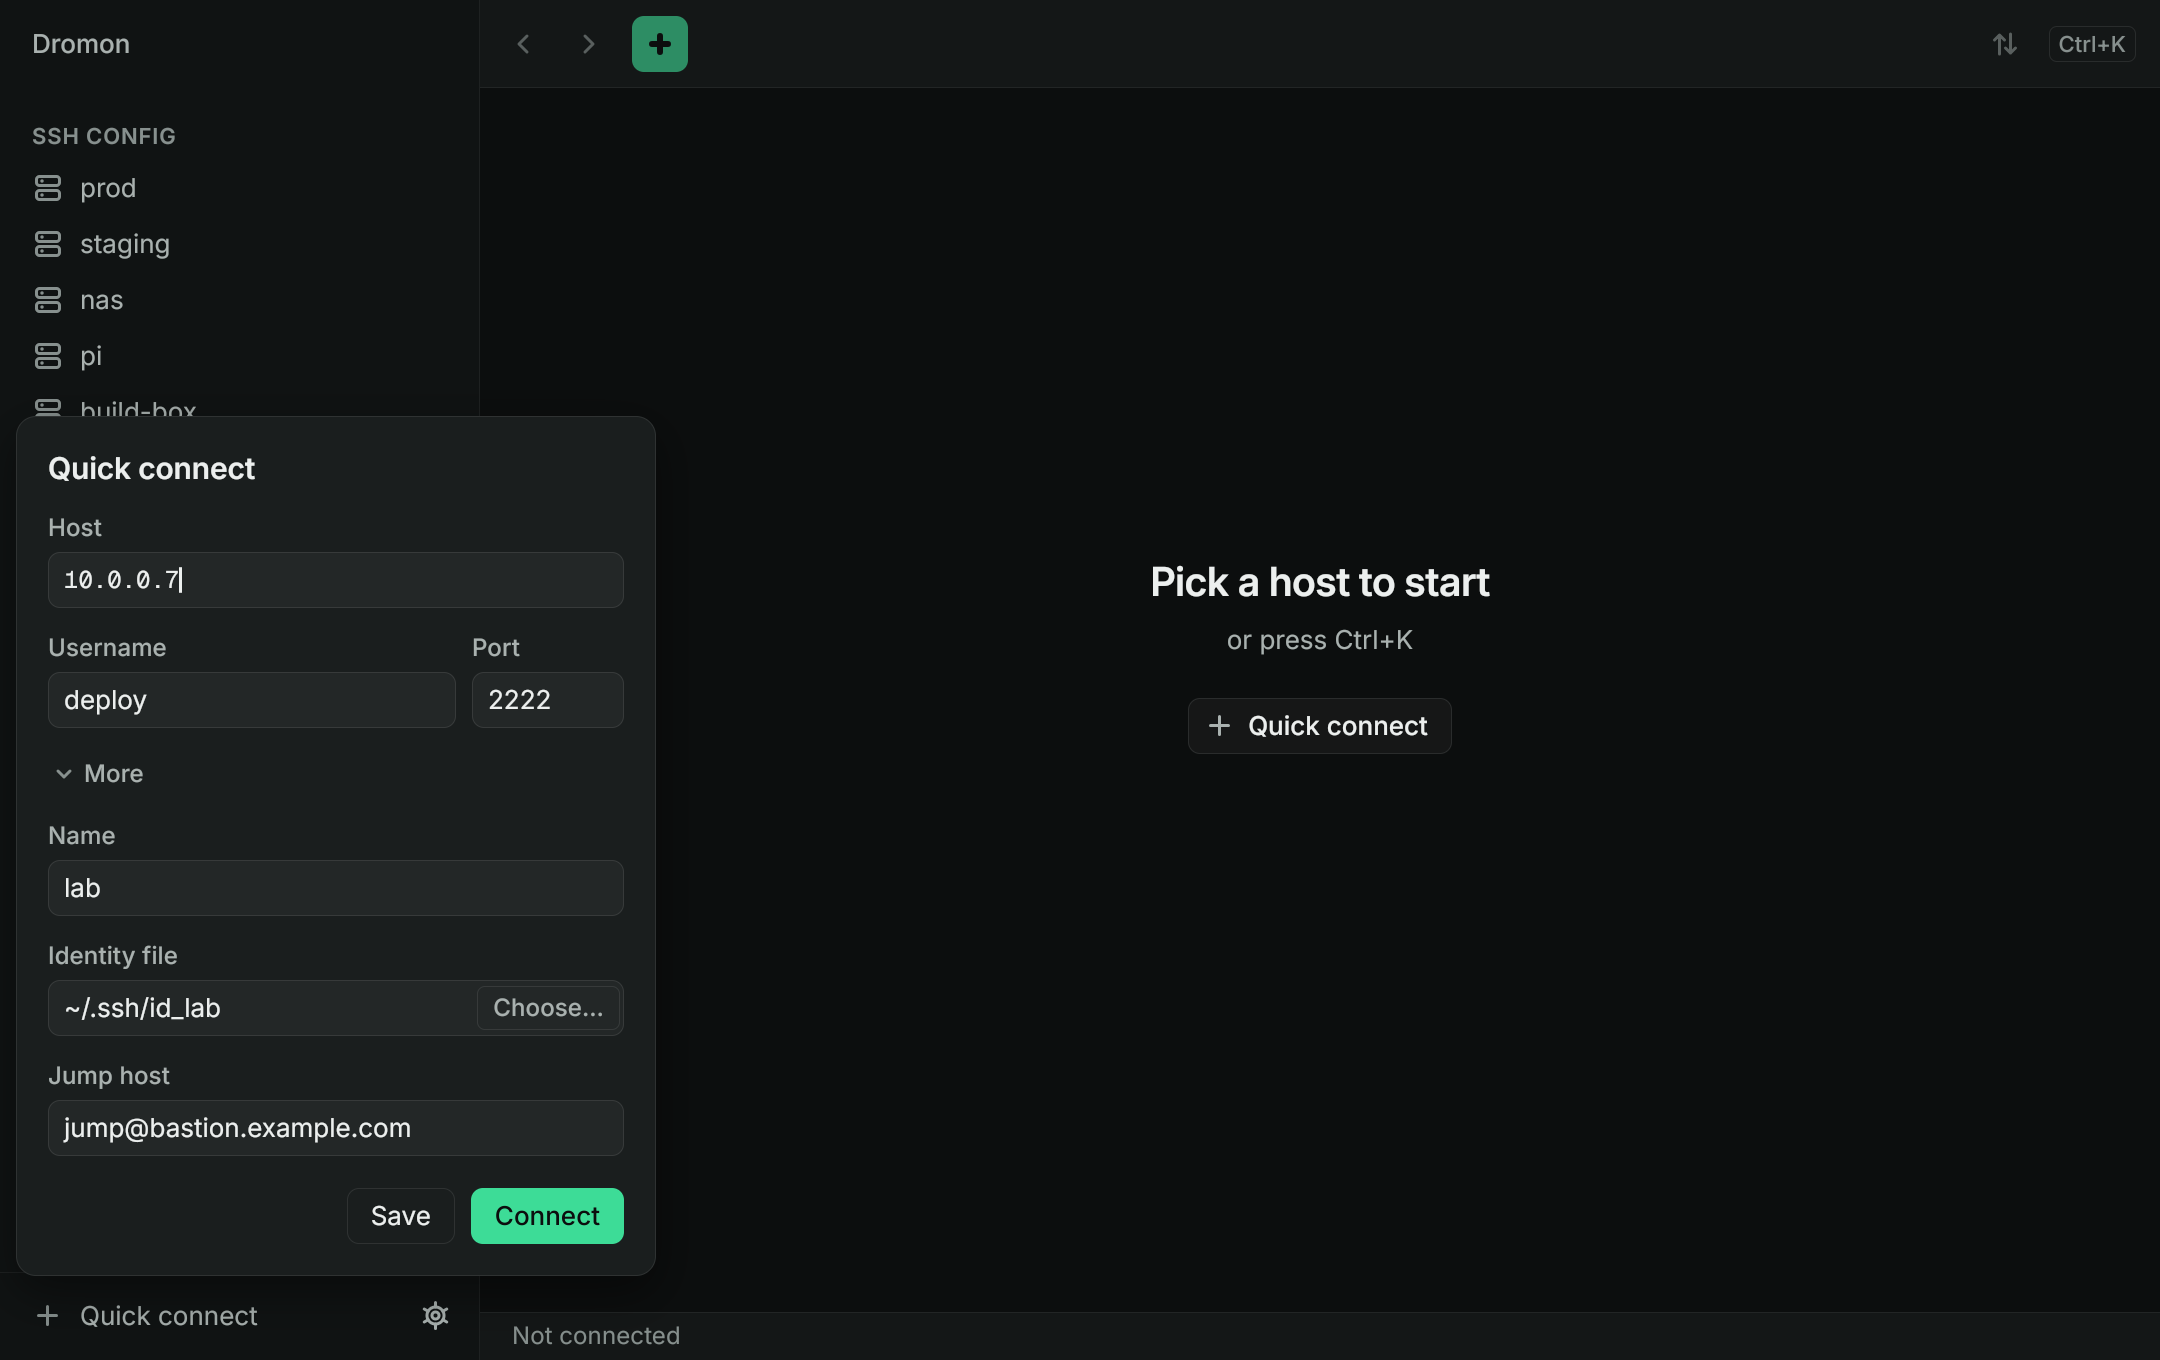 Dromon
Ctrl+K
SSH CONFIG
prod
staging
nas
pi
build-box
Quick connect
Host
10.0.0.7
Username
Port
deploy
2222
More
Name
lab
Identity file
~/.ssh/id_lab
Choose...
Jump host
jump@bastion.example.com
Save
Connect
Quick connect
Pick a host to start
or press Ctrl+K
Quick connect
Not connected